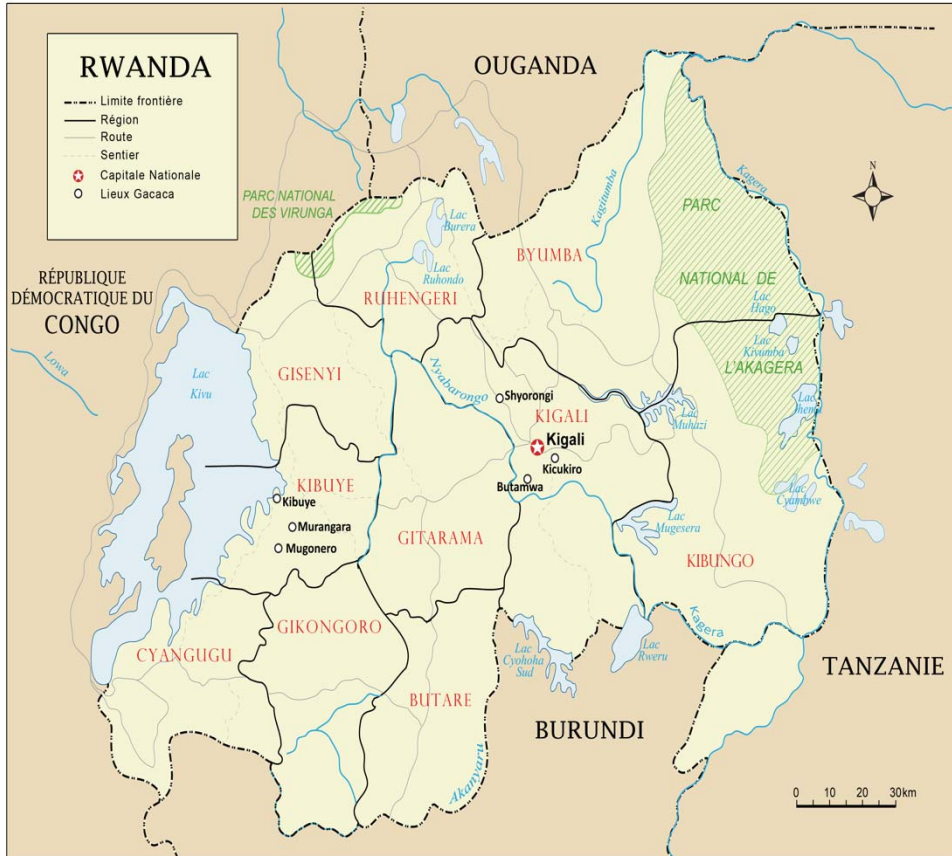 RWANDA
Limite frontière
Région
Route
Sentier
Capitale Nationale
Lieux Gacaca
OUGANDA
PARC NATIONAL
DES VIRUNGA
Lac
Burera
Lac
Ruhondo
RUHENGERI
BYUMBA
Kagitumba
Kagera
PARC
NATIONAL DE
L'AKAGERA
N
Lac
Hago
Lac
Kivumba
Lac
Ihema
Lac
Cyambwe
RÉPUBLIQUE
DÉMOCRATIQUE DU
CONGO
Lowa
Lac
Kivu
GISENYI
Nyabarongo
Shyorongi
KIGALI
Kigali
Kicukiro
Butamwa
Lac
Muhazi
KIBUYE
Kibuye
Murangara
Mugonero
GITARAMA
Lac
Mugesera
KIBUNGO
Kagera
GIKONGORO
CYANGUGU
BUTARE
Akanyaru
Lac
Cyohoha
Sud
Lac
Rweru
BURUNDI
TANZANIE
0 10 20 30km